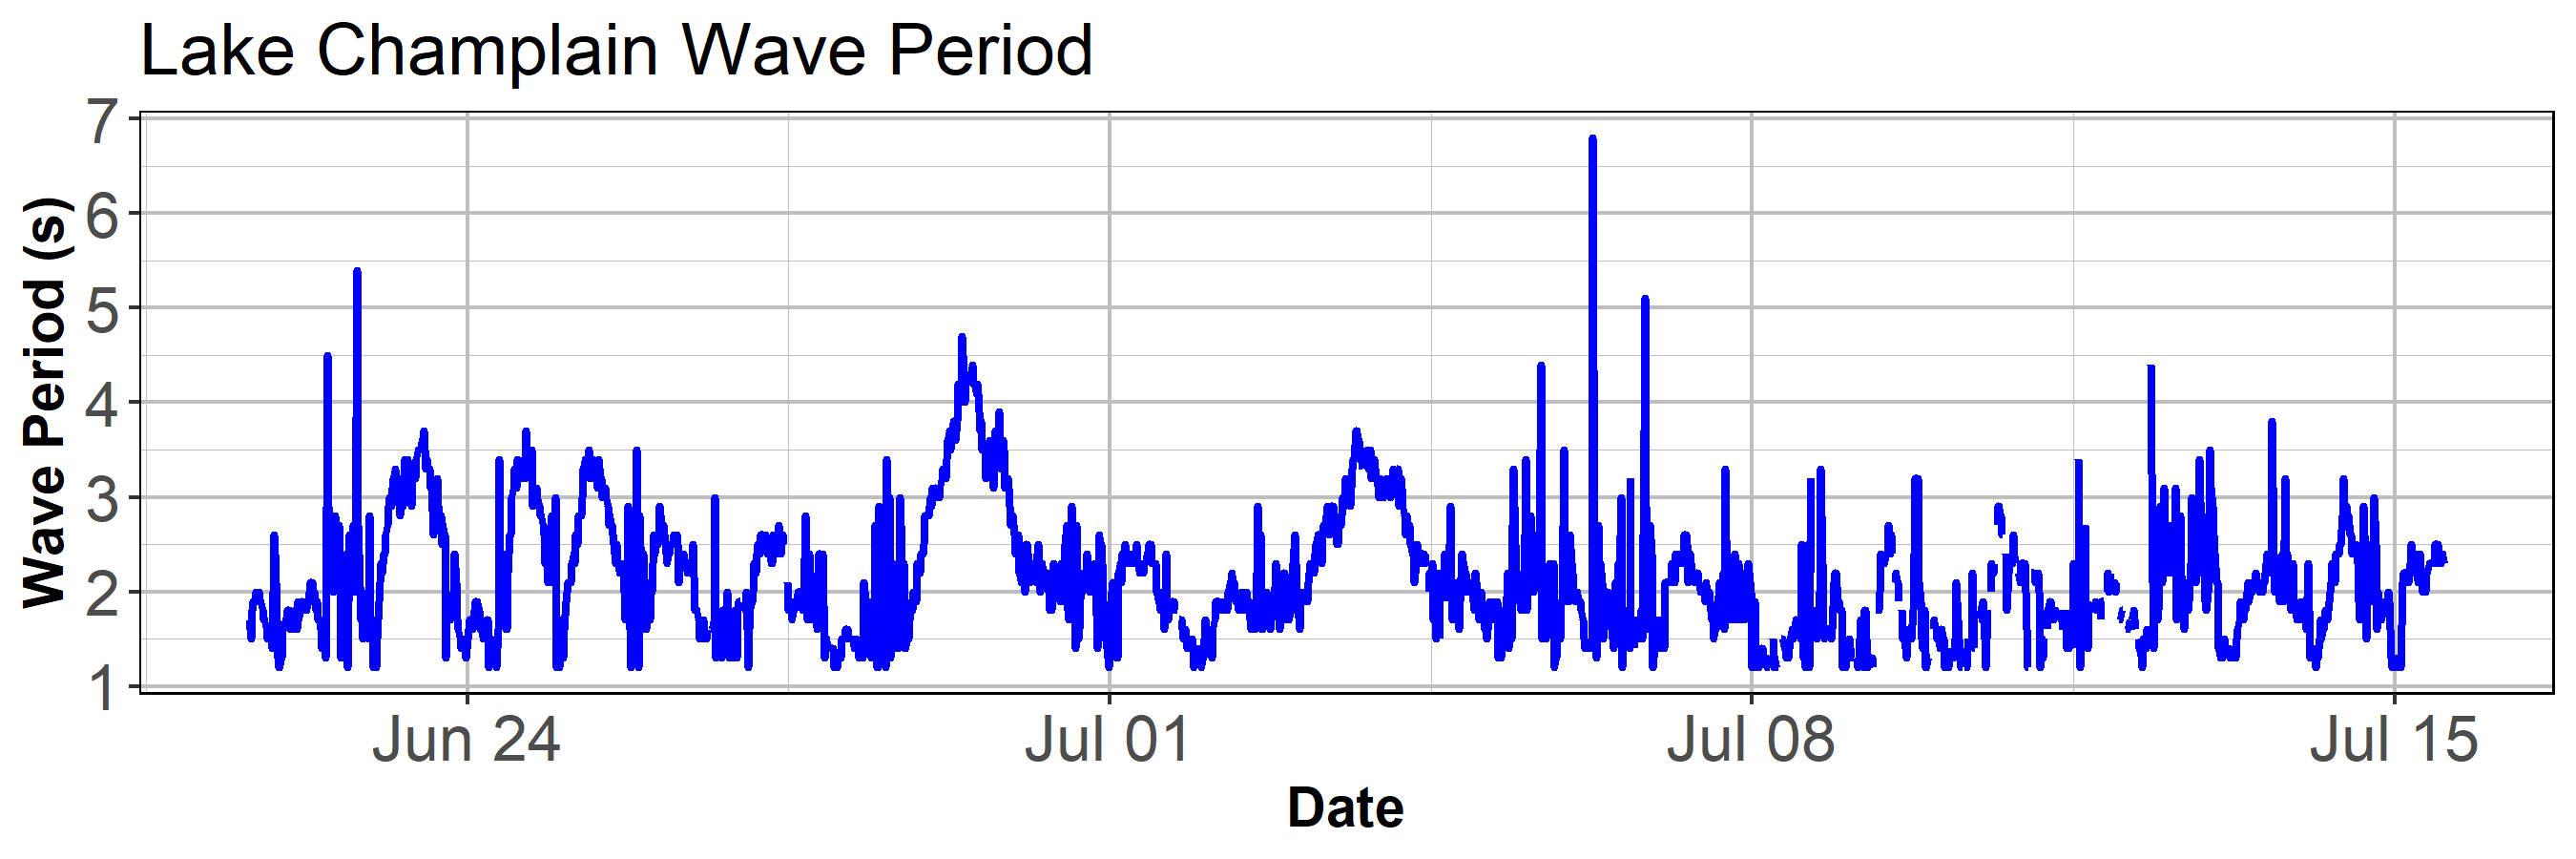 Lake Champlain Wave Period
Wave Period (s)
7
6
5
4
3
2
1
Jun 24
Jul 01
Jul 08
Jul 15
Date